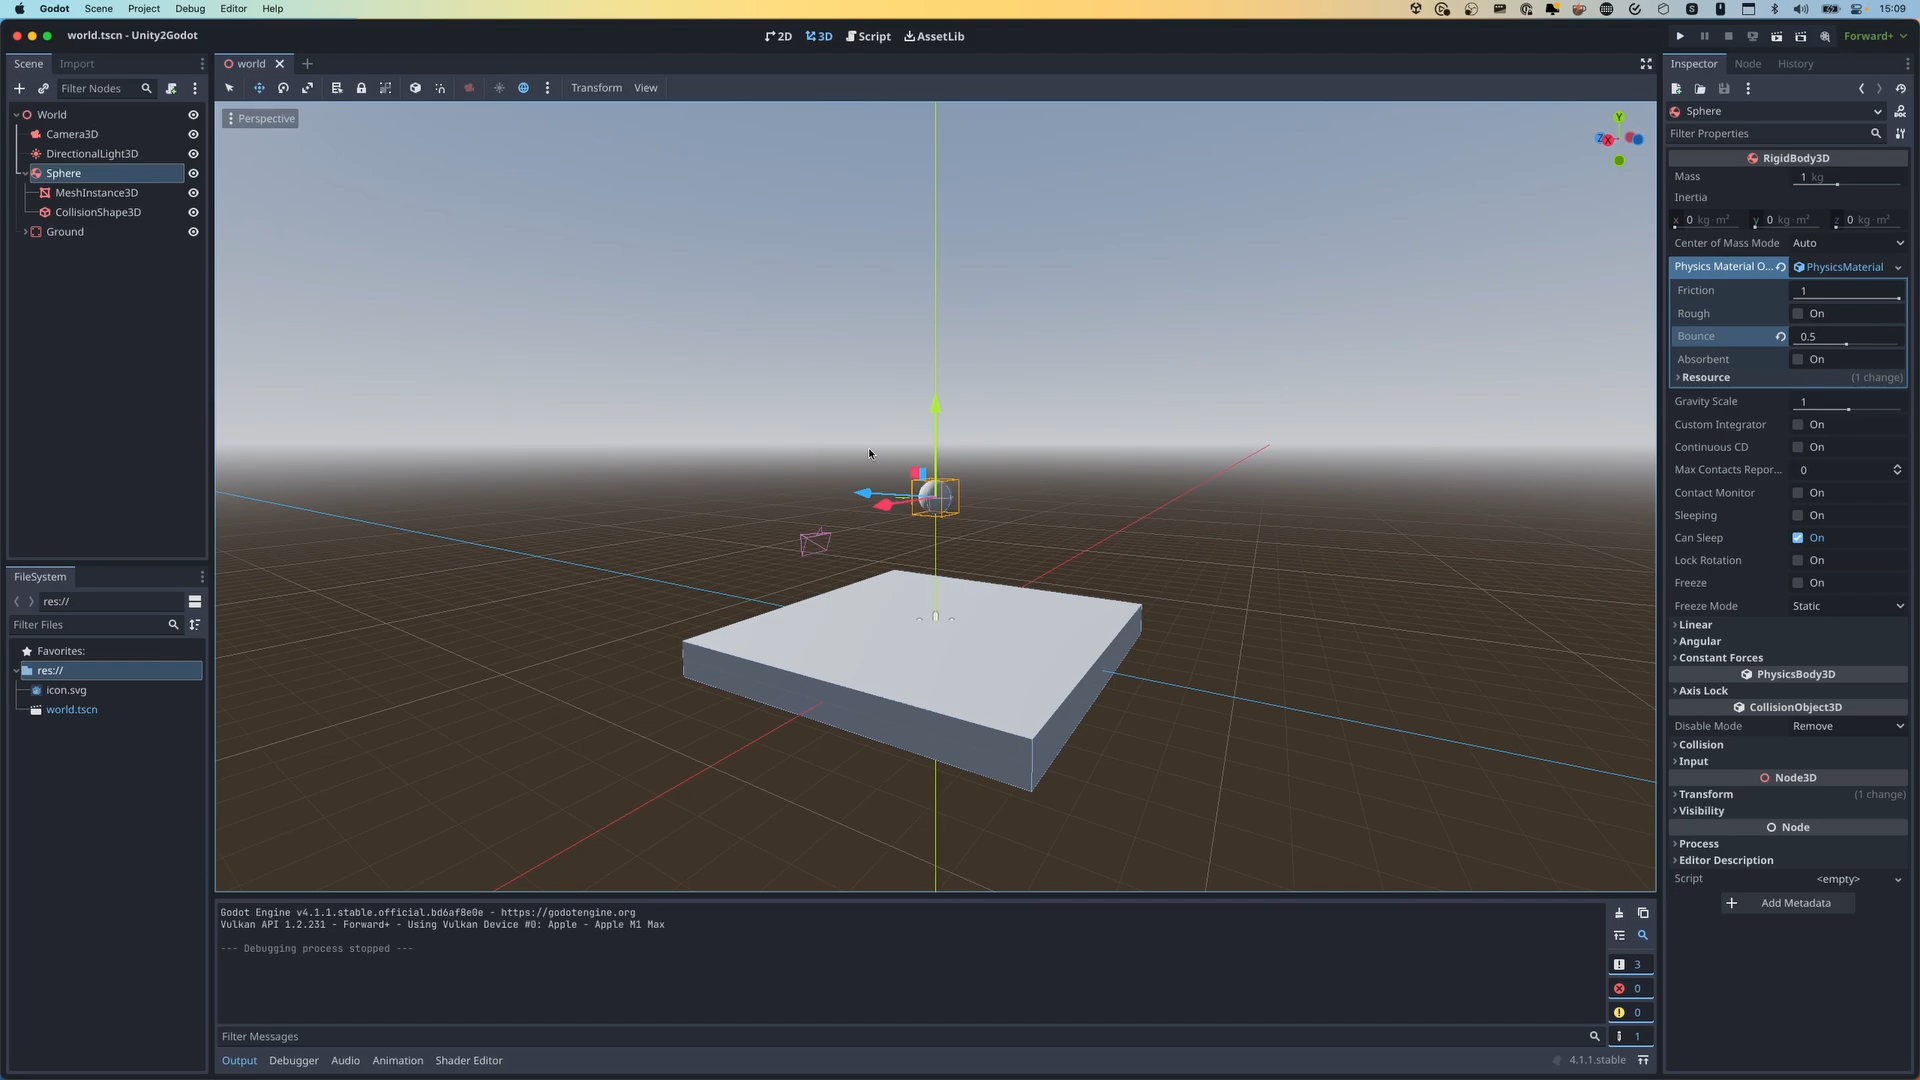 Godot Scene Project Debug Editor Help 15:09
world.tscn - Unity2Godot 2D 3D Script AssetLib Forward+
Scene Import
Filter Nodes
World
Camera3D
DirectionalLight3D
Sphere
MeshInstance3D
CollisionShape3D
Ground
FileSystem
res://
Filter Files
Favorites:
res://
icon.svg
world.tscn
world
Transform View
Perspective
Y
Z X
Godot Engine v4.1.1.stable.official.bd6af8e0e - https://godotengine.org
Vulkan API 1.2.231 - Forward+ - Using Vulkan Device #0: Apple - Apple M1 Max
--- Debugging process stopped ---
3
0
0
1
Filter Messages
Output Debugger Audio Animation Shader Editor 4.1.1.stable
Inspector Node History
Sphere
Filter Properties
RigidBody3D
Mass 1 kg
Inertia
x 0 kg·m² y 0 kg·m² z 0 kg·m²
Center of Mass Mode Auto
Physics Material O... PhysicsMaterial
Friction 1
Rough On
Bounce 0.5
Absorbent On
Resource (1 change)
Gravity Scale 1
Custom Integrator On
Continuous CD On
Max Contacts Repor... 0
Contact Monitor On
Sleeping On
Can Sleep On
Lock Rotation On
Freeze On
Freeze Mode Static
Linear
Angular
Constant Forces
PhysicsBody3D
Axis Lock
CollisionObject3D
Disable Mode Remove
Collision
Input
Node3D
Transform (1 change)
Visibility
Node
Process
Editor Description
Script <empty>
Add Metadata